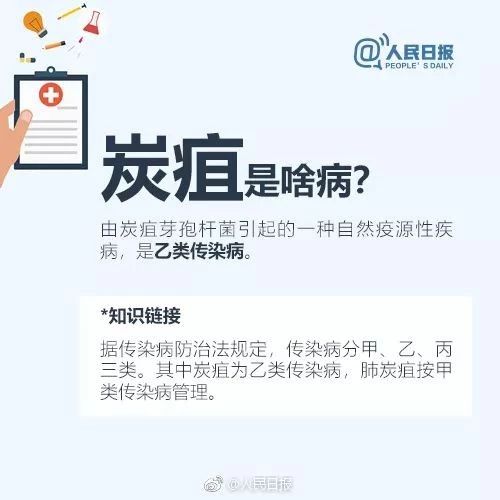 @人民日报
PEOPLE'S DAILY
炭疽是啥病?
由炭疽芽孢杆菌引起的一种自然疫源性疾
病，是乙类传染病。
*知识链接
据传染病防治法规定，传染病分甲、乙、丙
三类。其中炭疽为乙类传染病，肺炭疽按甲
类传染病管理。
@人民日报